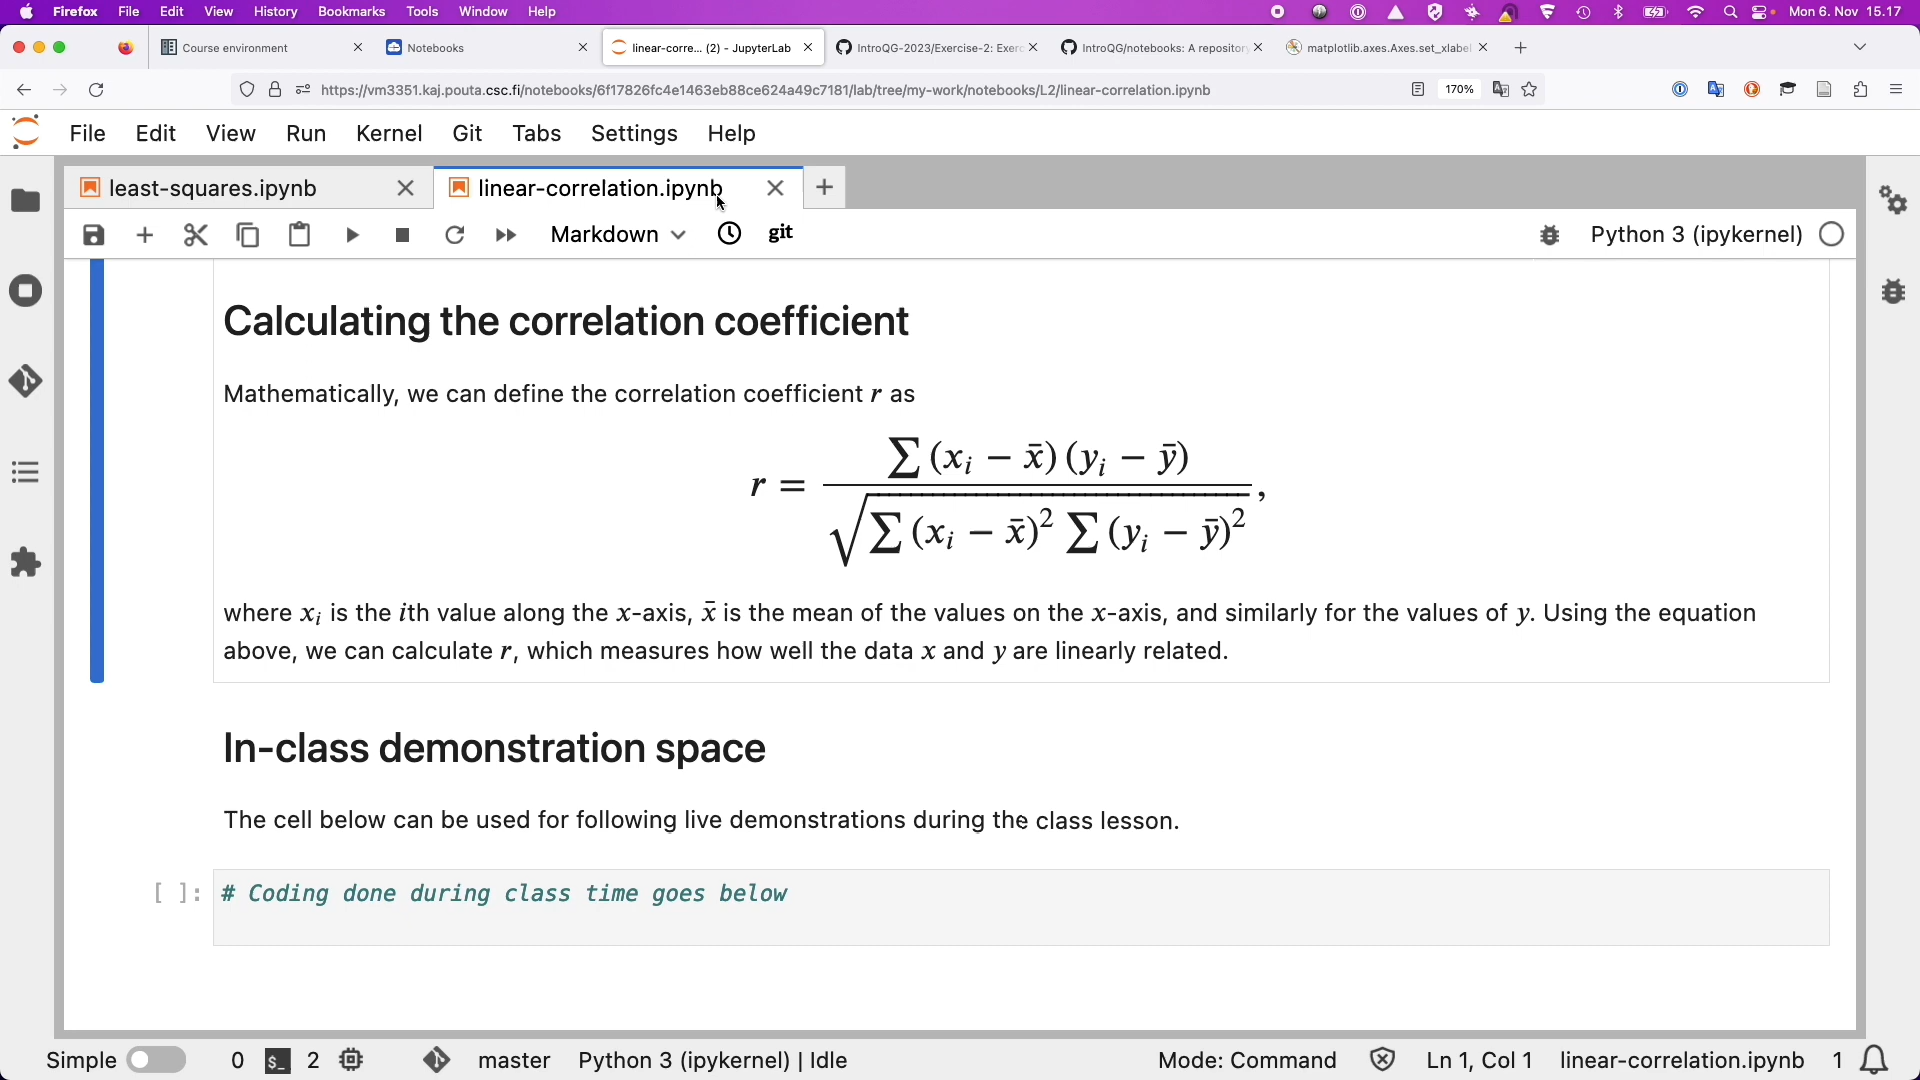 Firefox File Edit View History Bookmarks Tools Window Help Mon 6. Nov 15.17
Course environment Notebooks linear-corre... (2) - JupyterLab IntroQG-2023/Exercise-2: Exerc IntroQG/notebooks: A repository matplotlib.axes.Axes.set_xlabel
https://vm3351.kaj.pouta.csc.fi/notebooks/6f17826fc4e1463eb88ce624a49c7181/lab/tree/my-work/notebooks/L2/linear-correlation.ipynb 170%
File Edit View Run Kernel Git Tabs Settings Help
least-squares.ipynb linear-correlation.ipynb
Markdown git Python 3 (ipykernel)
Calculating the correlation coefficient
Mathematically, we can define the correlation coefficient r as
r = ∑ (xᵢ − x̄) (yᵢ − ȳ) / √(∑ (xᵢ − x̄)² ∑ (yᵢ − ȳ)²),
where xᵢ is the ith value along the x-axis, x̄ is the mean of the values on the x-axis, and similarly for the values of y. Using the equation
above, we can calculate r, which measures how well the data x and y are linearly related.
In-class demonstration space
The cell below can be used for following live demonstrations during the class lesson.
[ ]: # Coding done during class time goes below
Simple 0 $_ 2 master Python 3 (ipykernel) | Idle Mode: Command Ln 1, Col 1 linear-correlation.ipynb 1